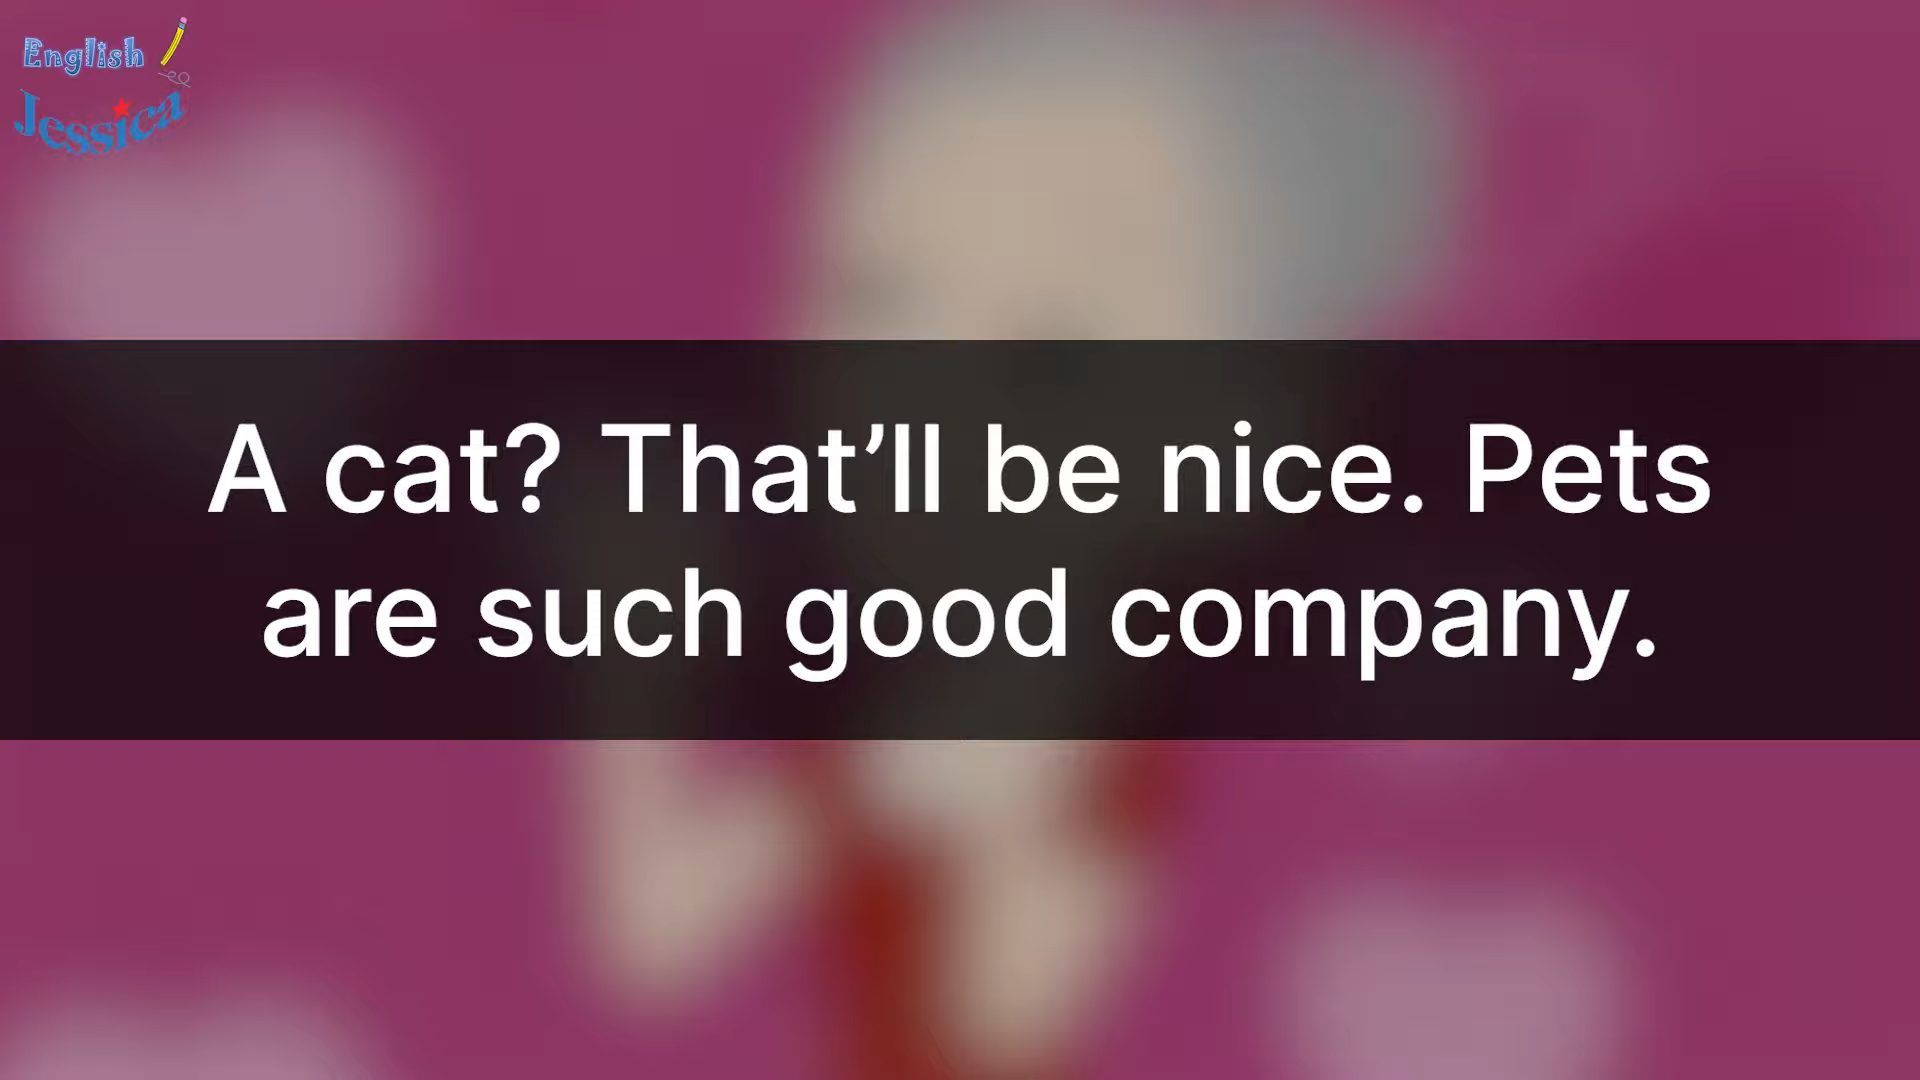 English
Jessica
A cat? That’ll be nice. Pets
are such good company.